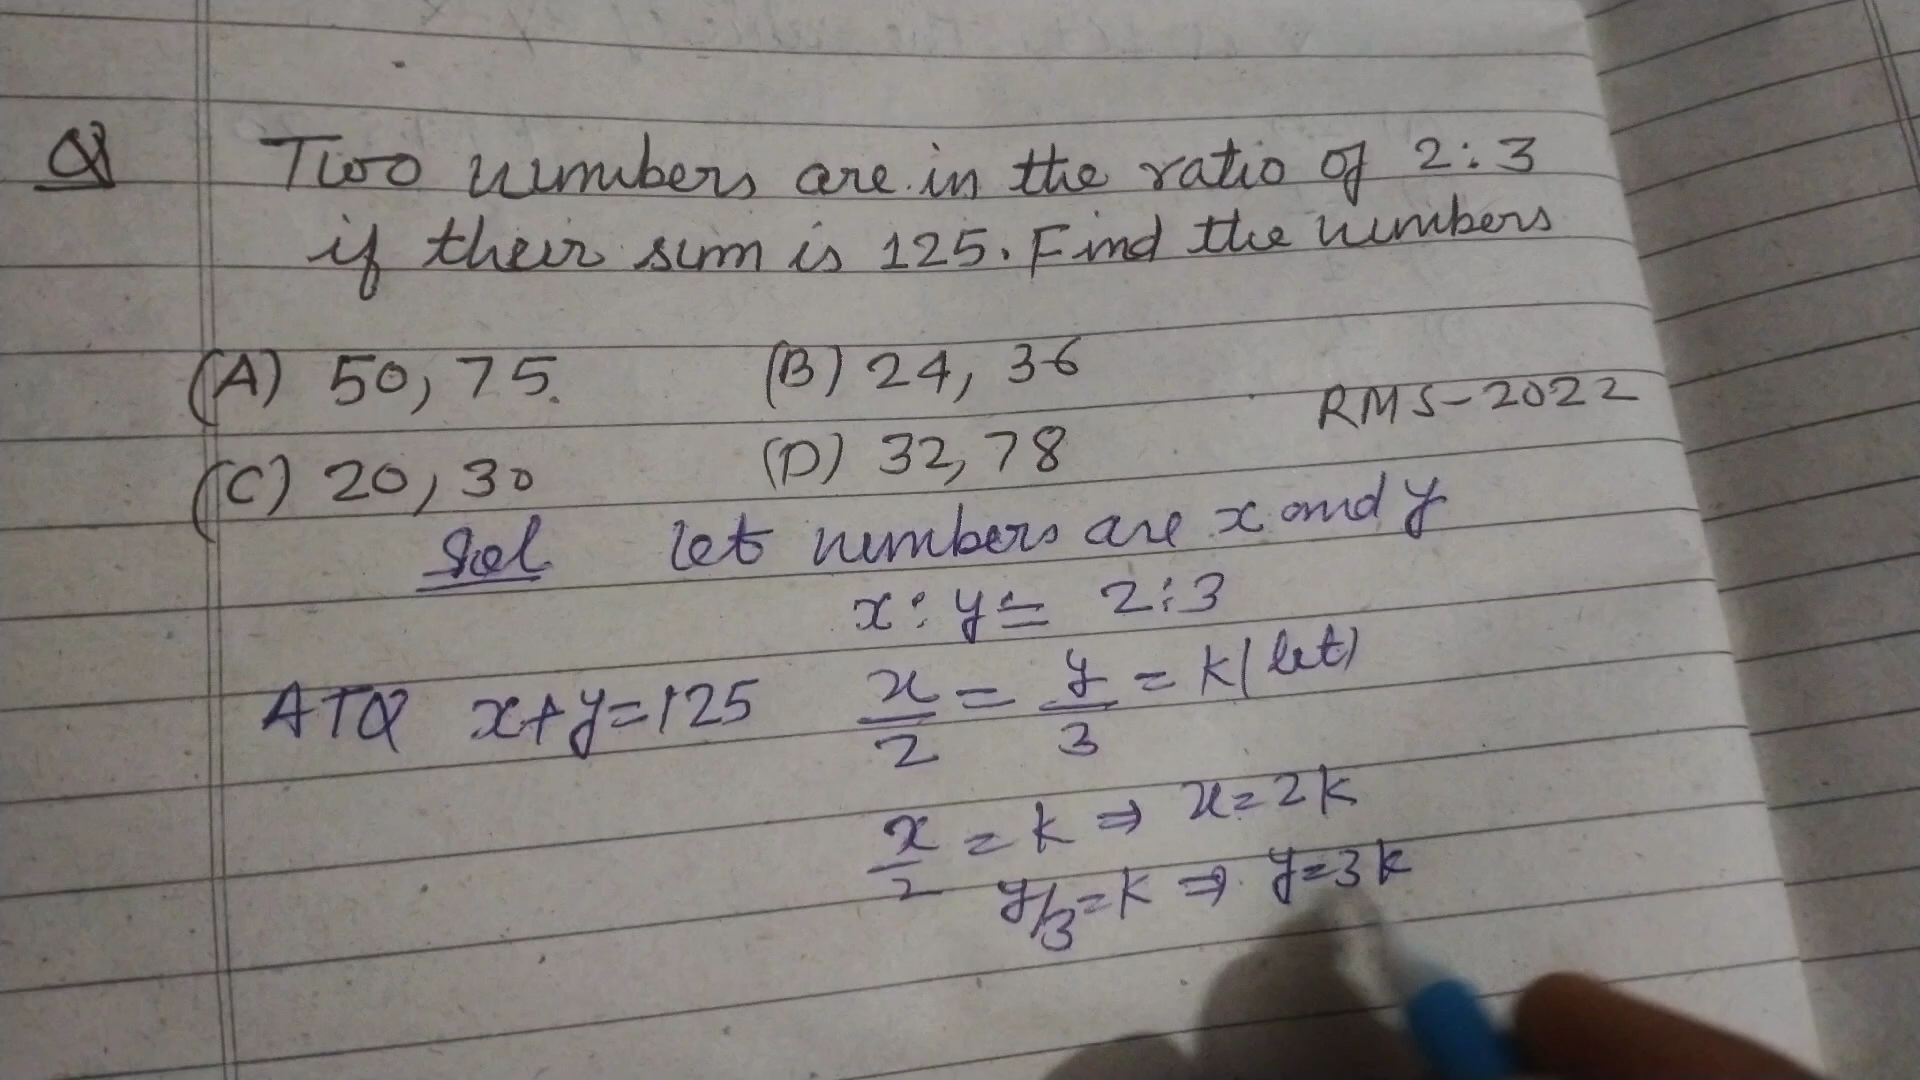 Q Two numbers are in the ratio of 2:3
if their sum is 125. Find the numbers
(A) 50, 75. (B) 24, 36
RMS-2022
(C) 20, 30 (D) 32, 78
Sol let numbers are x and y
x : y = 2:3
ATQ x+y=125 x/2 = y/3 = k (let)
x/2 = k ⇒ x=2k
y/3=k ⇒ y=3k